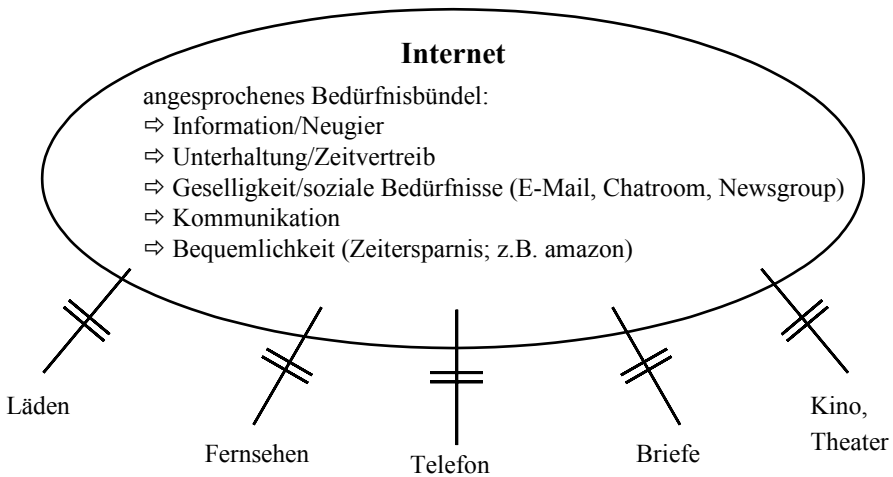 Internet
angesprochenes Bedürfnisbündel:
⇨ Information/Neugier
⇨ Unterhaltung/Zeitvertreib
⇨ Geselligkeit/soziale Bedürfnisse (E-Mail, Chatroom, Newsgroup)
⇨ Kommunikation
⇨ Bequemlichkeit (Zeitersparnis; z.B. amazon)
Läden
Fernsehen
Telefon
Briefe
Kino,
Theater